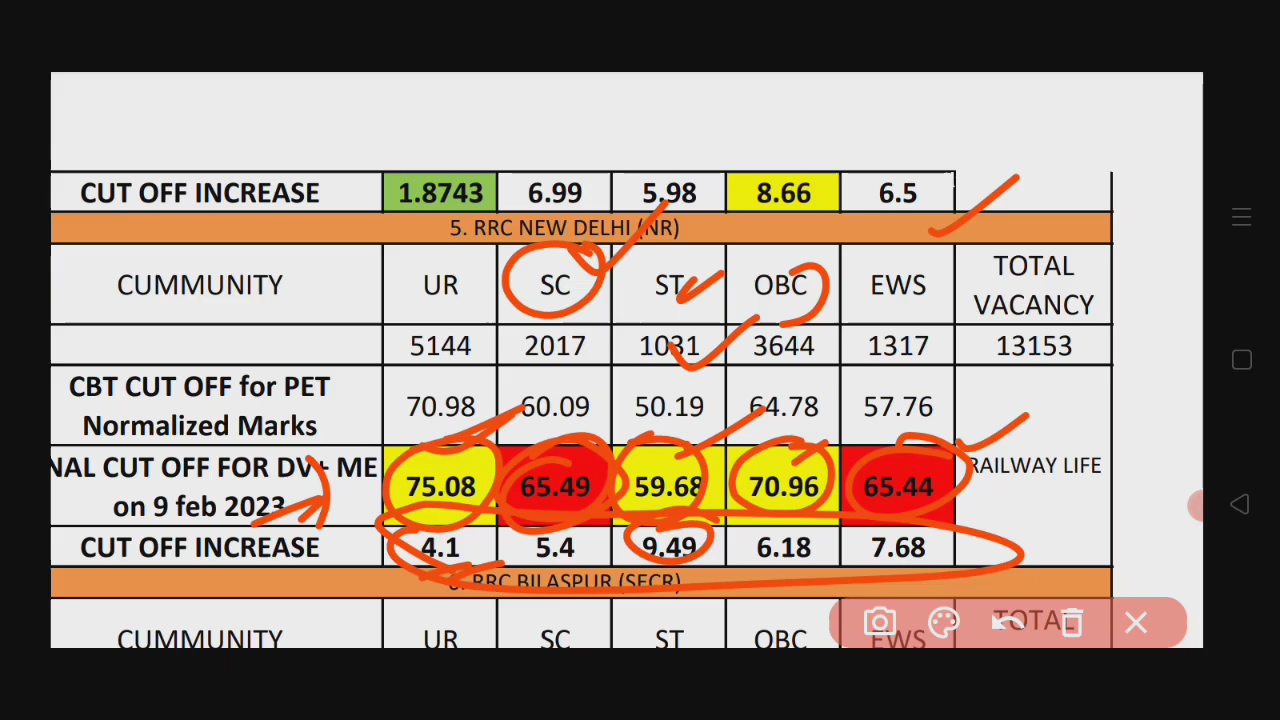 CUT OFF INCREASE 1.8743 6.99 5.98 8.66 6.5
5. RRC NEW DELHI (NR)
CUMMUNITY UR SC ST OBC EWS TOTAL VACANCY
5144 2017 1031 3644 1317 13153
CBT CUT OFF for PET
Normalized Marks 70.98 60.09 50.19 64.78 57.76
NAL CUT OFF FOR DV+ ME
on 9 feb 2023 75.08 65.49 59.68 70.96 65.44 RAILWAY LIFE
CUT OFF INCREASE 4.1 5.4 9.49 6.18 7.68
6. RRC BILASPUR (SECR)
CUMMUNITY UR SC ST OBC EWS TOTAL